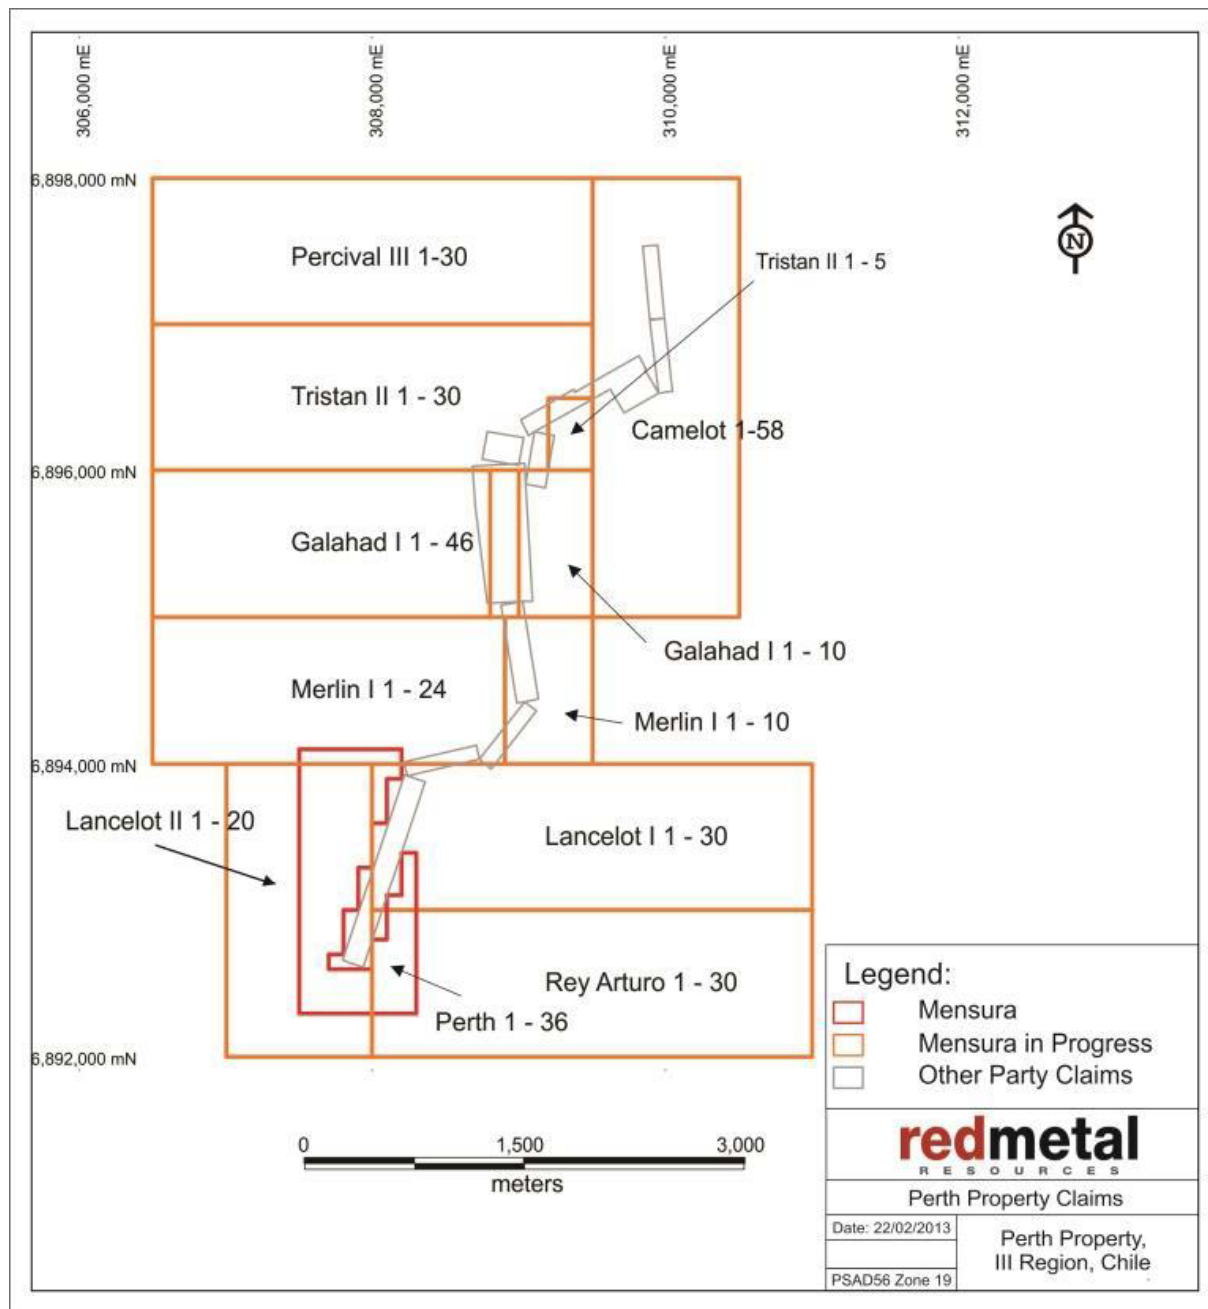 306,000 mE
308,000 mE
310,000 mE
312,000 mE
6,898,000 mN
N
Percival III 1-30
Tristan II 1 - 5
Tristan II 1 - 30
Camelot 1-58
6,896,000 mN
Galahad I 1 - 46
Galahad I 1 - 10
Merlin I 1 - 24
Merlin I 1 - 10
6,894,000 mN
Lancelot II 1 - 20
Lancelot I 1 - 30
Rey Arturo 1 - 30
Perth 1 - 36
6,892,000 mN
Legend:
Mensura
Mensura in Progress
Other Party Claims
0 1,500 3,000
meters
redmetal
RESOURCES
Perth Property Claims
Date: 22/02/2013
Perth Property,
III Region, Chile
PSAD56 Zone 19